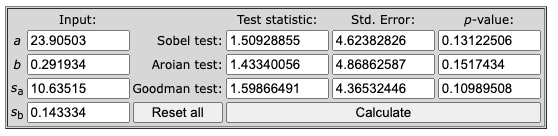 Input: Test statistic: Std. Error: p-value:
a 23.90503 Sobel test: 1.50928855 4.62382826 0.13122506
b 0.291934 Aroian test: 1.43340056 4.86862587 0.1517434
sa 10.63515 Goodman test: 1.59866491 4.36532446 0.10989508
sb 0.143334 Reset all Calculate